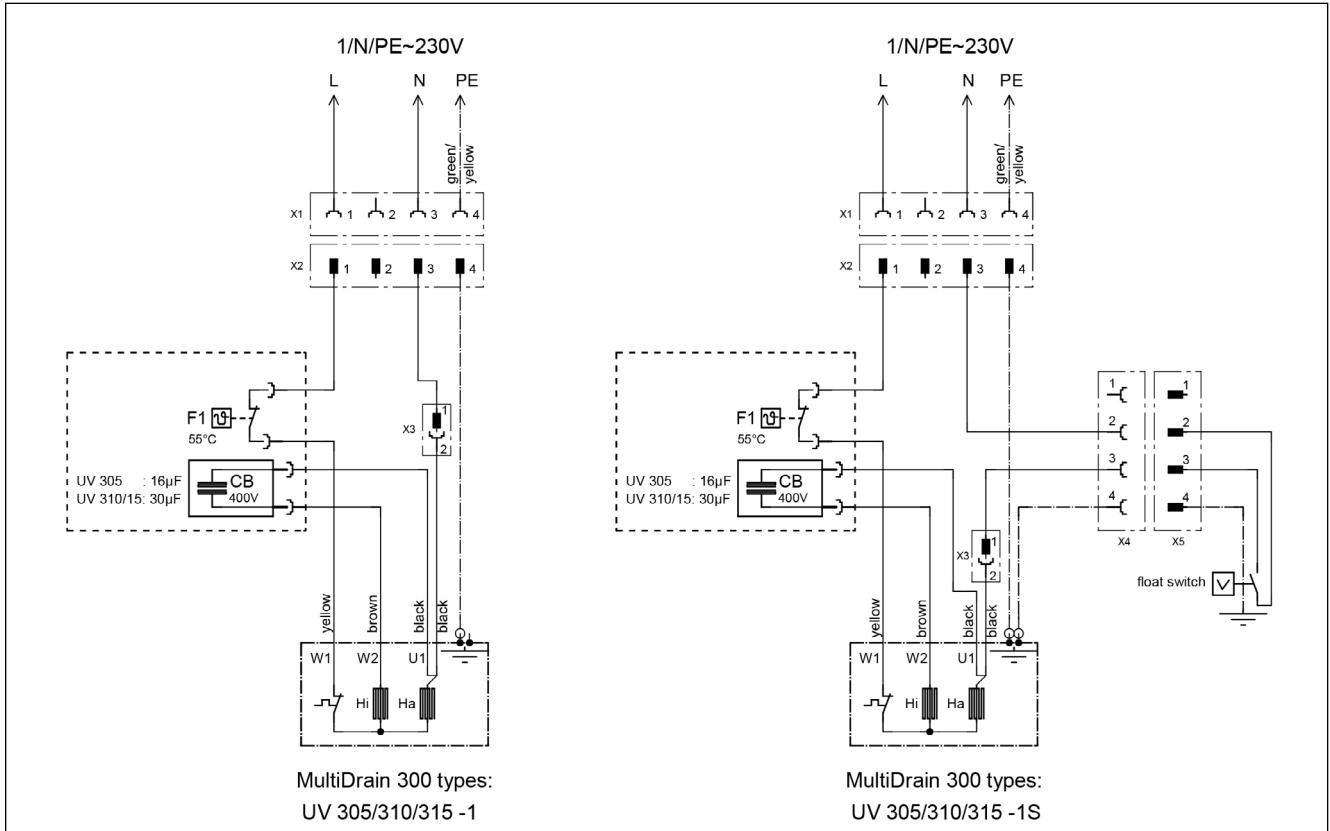 1/N/PE~230V
L N PE
green/
yellow
X1 1 2 3 4
X2 1 2 3 4
F1
55°C
X3 1
2
UV 305 : 16µF
UV 310/15: 30µF
CB
400V
yellow
brown
black
black
W1 W2 U1
Hi Ha
MultiDrain 300 types:
UV 305/310/315 -1
1/N/PE~230V
L N PE
green/
yellow
X1 1 2 3 4
X2 1 2 3 4
F1
55°C
UV 305 : 16µF
UV 310/15: 30µF
CB
400V
1 1
2 2
3 3
4 4
X4 X5
X3 1
2
float switch
yellow
brown
black
black
W1 W2 U1
Hi Ha
MultiDrain 300 types:
UV 305/310/315 -1S